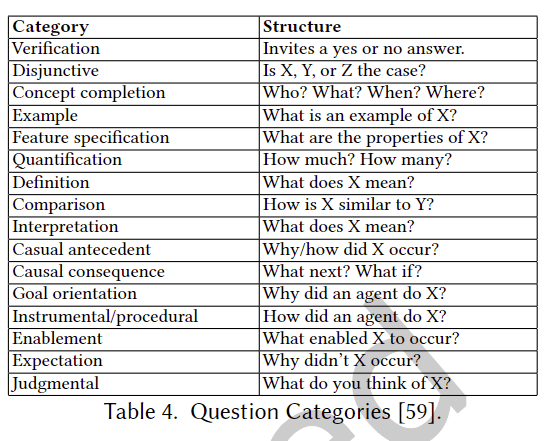 Category Structure
Verification Invites a yes or no answer.
Disjunctive Is X, Y, or Z the case?
Concept completion Who? What? When? Where?
Example What is an example of X?
Feature specification What are the properties of X?
Quantification How much? How many?
Definition What does X mean?
Comparison How is X similar to Y?
Interpretation What does X mean?
Casual antecedent Why/how did X occur?
Causal consequence What next? What if?
Goal orientation Why did an agent do X?
Instrumental/procedural How did an agent do X?
Enablement What enabled X to occur?
Expectation Why didn't X occur?
Judgmental What do you think of X?
Table 4. Question Categories [59].